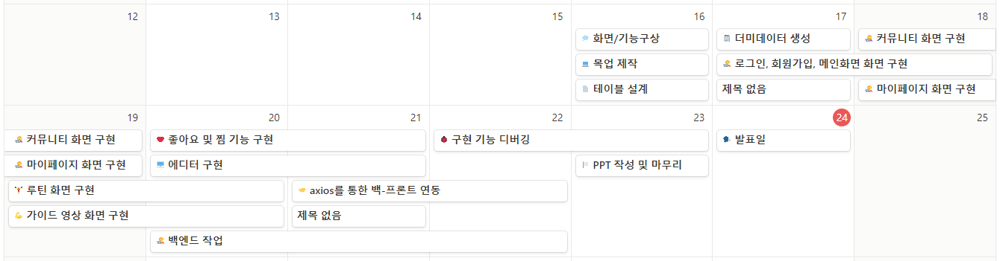 12 13 14 15 16 17 18
화면/기능구상 더미데이터 생성 커뮤니티 화면 구현
목업 제작 로그인, 회원가입, 메인화면 화면 구현
테이블 설계 제목 없음 마이페이지 화면 구현
19 20 21 22 23 24 25
커뮤니티 화면 구현 좋아요 및 찜 기능 구현 구현 기능 디버깅 발표일
마이페이지 화면 구현 에디터 구현 PPT 작성 및 마무리
루틴 화면 구현 axios를 통한 백-프론트 연동
가이드 영상 화면 구현 제목 없음
백엔드 작업